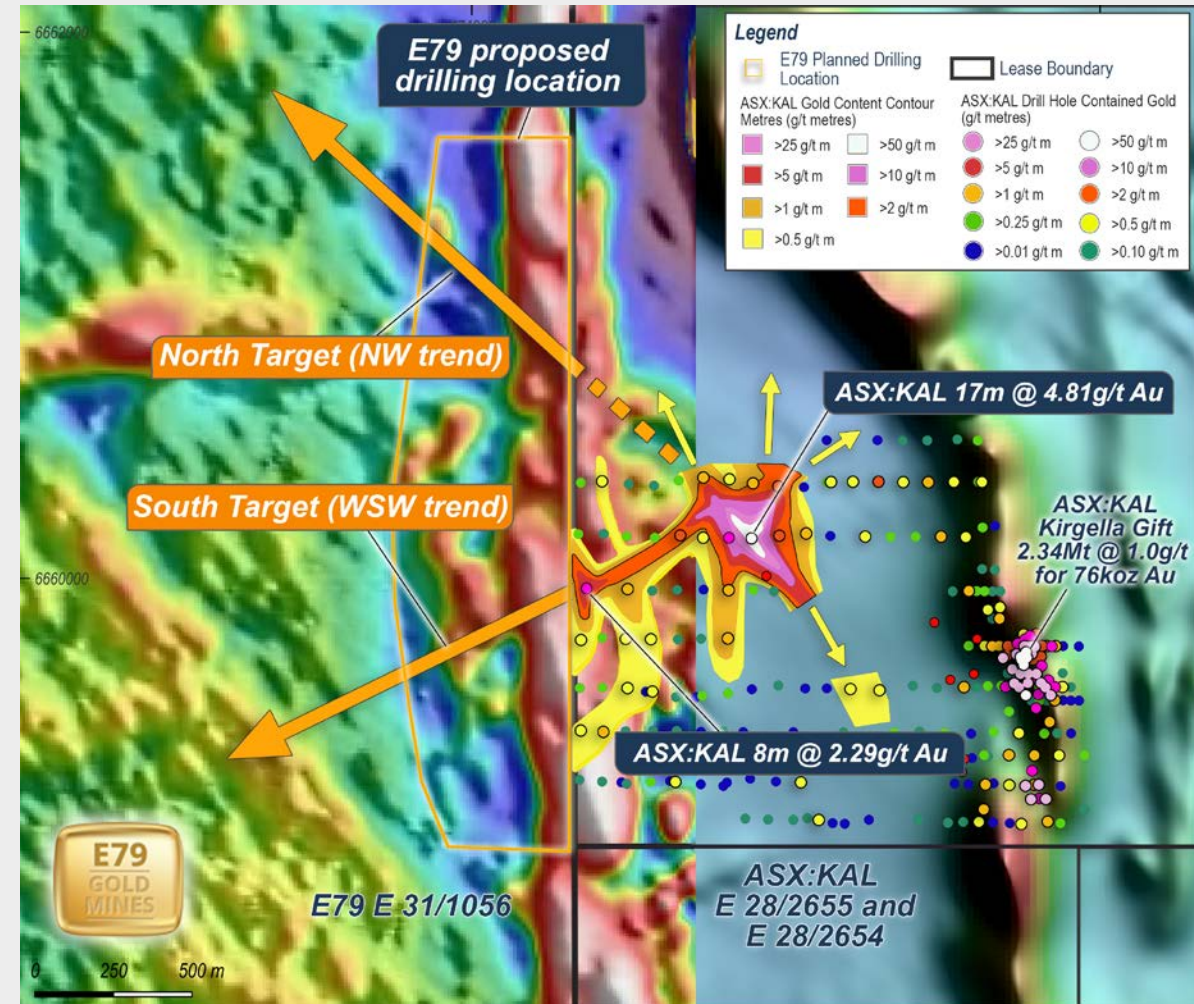 6662000
E79 proposed
drilling location
Legend
E79 Planned Drilling
Location
Lease Boundary
ASX:KAL Gold Content Contour
Metres (g/t metres)
>25 g/t m
>50 g/t m
>5 g/t m
>10 g/t m
>1 g/t m
>2 g/t m
>0.5 g/t m
ASX:KAL Drill Hole Contained Gold
(g/t metres)
>25 g/t m
>50 g/t m
>5 g/t m
>10 g/t m
>1 g/t m
>2 g/t m
>0.25 g/t m
>0.5 g/t m
>0.01 g/t m
>0.10 g/t m
North Target (NW trend)
ASX:KAL 17m @ 4.81g/t Au
South Target (WSW trend)
ASX:KAL
Kirgella Gift
2.34Mt @ 1.0g/t
for 76koz Au
6660000
ASX:KAL 8m @ 2.29g/t Au
E79
GOLD
MINES
E79 E 31/1056
ASX:KAL
E 28/2655 and
E 28/2654
0 250 500 m